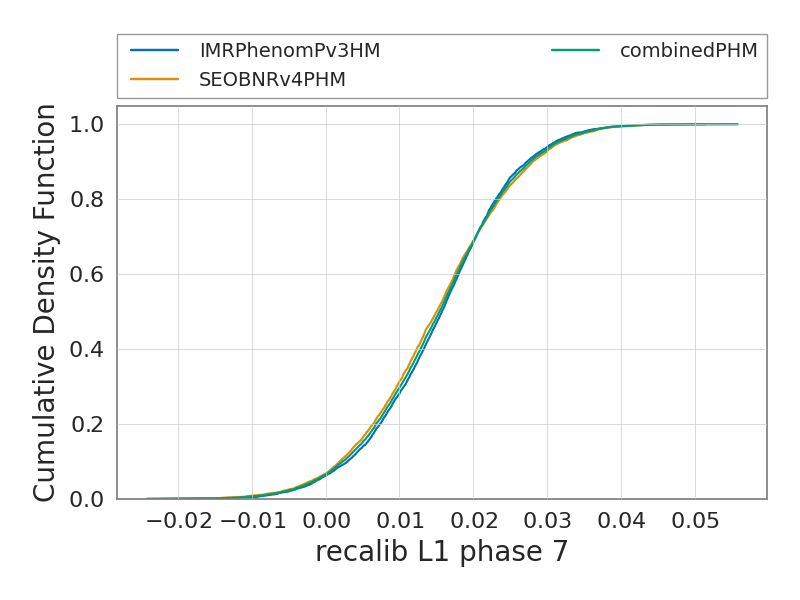 IMRPhenomPv3HM
SEOBNRv4PHM
combinedPHM
Cumulative Density Function
1.0
0.8
0.6
0.4
0.2
0.0
−0.02 −0.01 0.00 0.01 0.02 0.03 0.04 0.05
recalib L1 phase 7